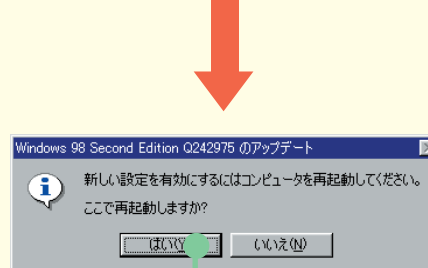 Windows 98 Second Edition Q242975 のアップデート
新しい設定を有効にするにはコンピュータを再起動してください。
ここで再起動しますか?
はい(Y) いいえ(N)